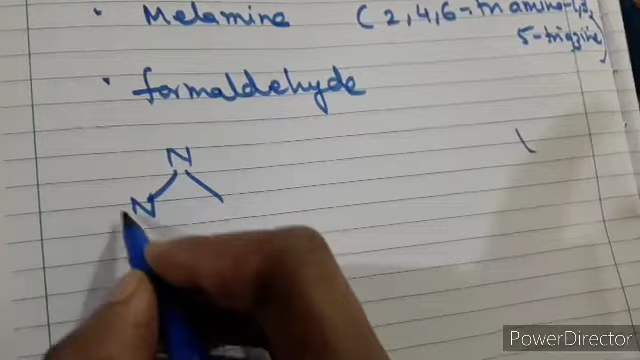 • Melamine (2,4,6-triamino-1,3,
5-triazine)
• formaldehyde
N
N
PowerDirector